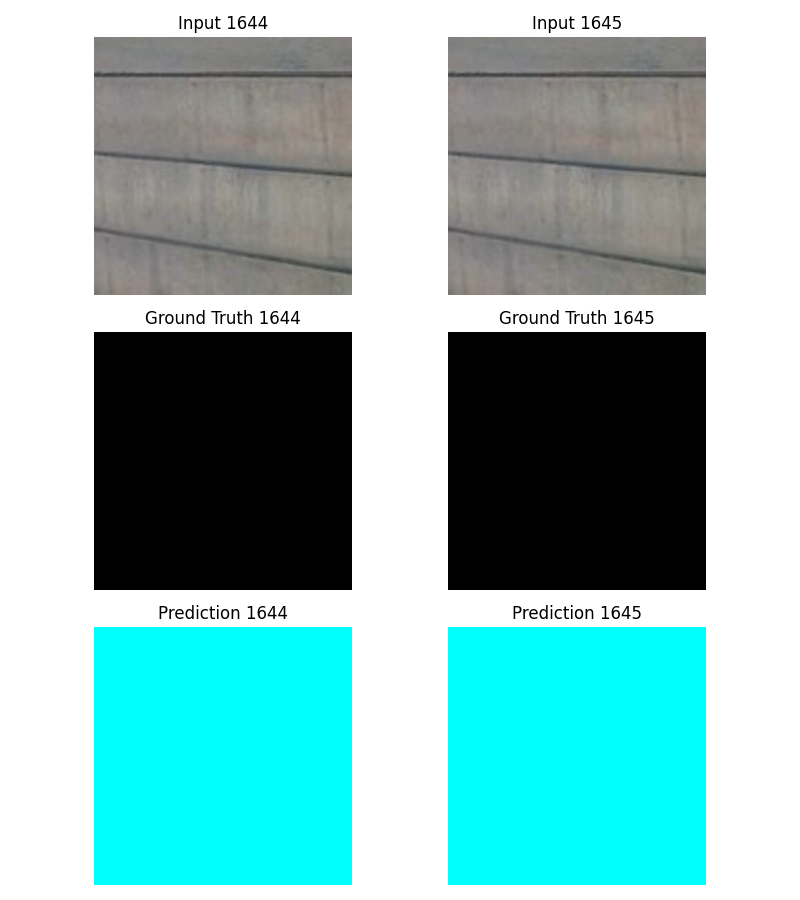 Input 1644
Input 1645
Ground Truth 1644
Ground Truth 1645
Prediction 1644
Prediction 1645